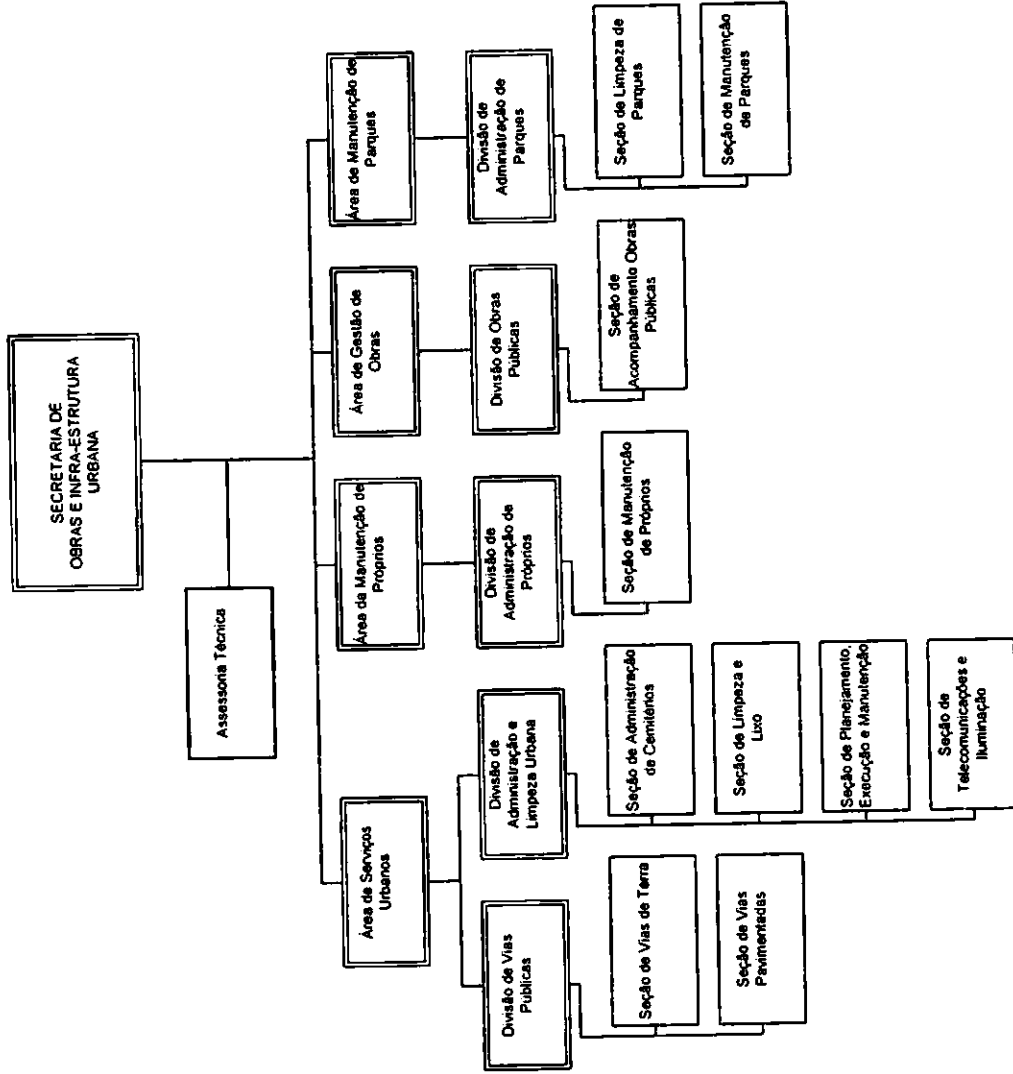 SECRETARIA DE
OBRAS E INFRA-ESTRUTURA
URBANA
Assessoria Técnica
Área de Serviços
Urbanos
Área da Manutenção de
Próprios
Área de Gestão de
Obras
Área de Manutenção de
Parques
Divisão de Vias
Públicas
Divisão de
Administração e
Limpeza Urbana
Divisão de
Administração de
Próprios
Divisão de Obras
Públicas
Divisão de
Administração de
Parques
Seção de Vias de Terra
Seção de Vias
Pavimentadas
Seção de Administração
de Cemitérios
Seção de Limpeza e
Lixo
Seção de Planejamento,
Execução e Manutenção
Seção de
Telecomunicações e
Iluminação
Seção de Manutenção
de Próprios
Seção de
Acompanhamento Obras
Públicas
Seção de Limpeza de
Parques
Seção de Manutenção
de Parques